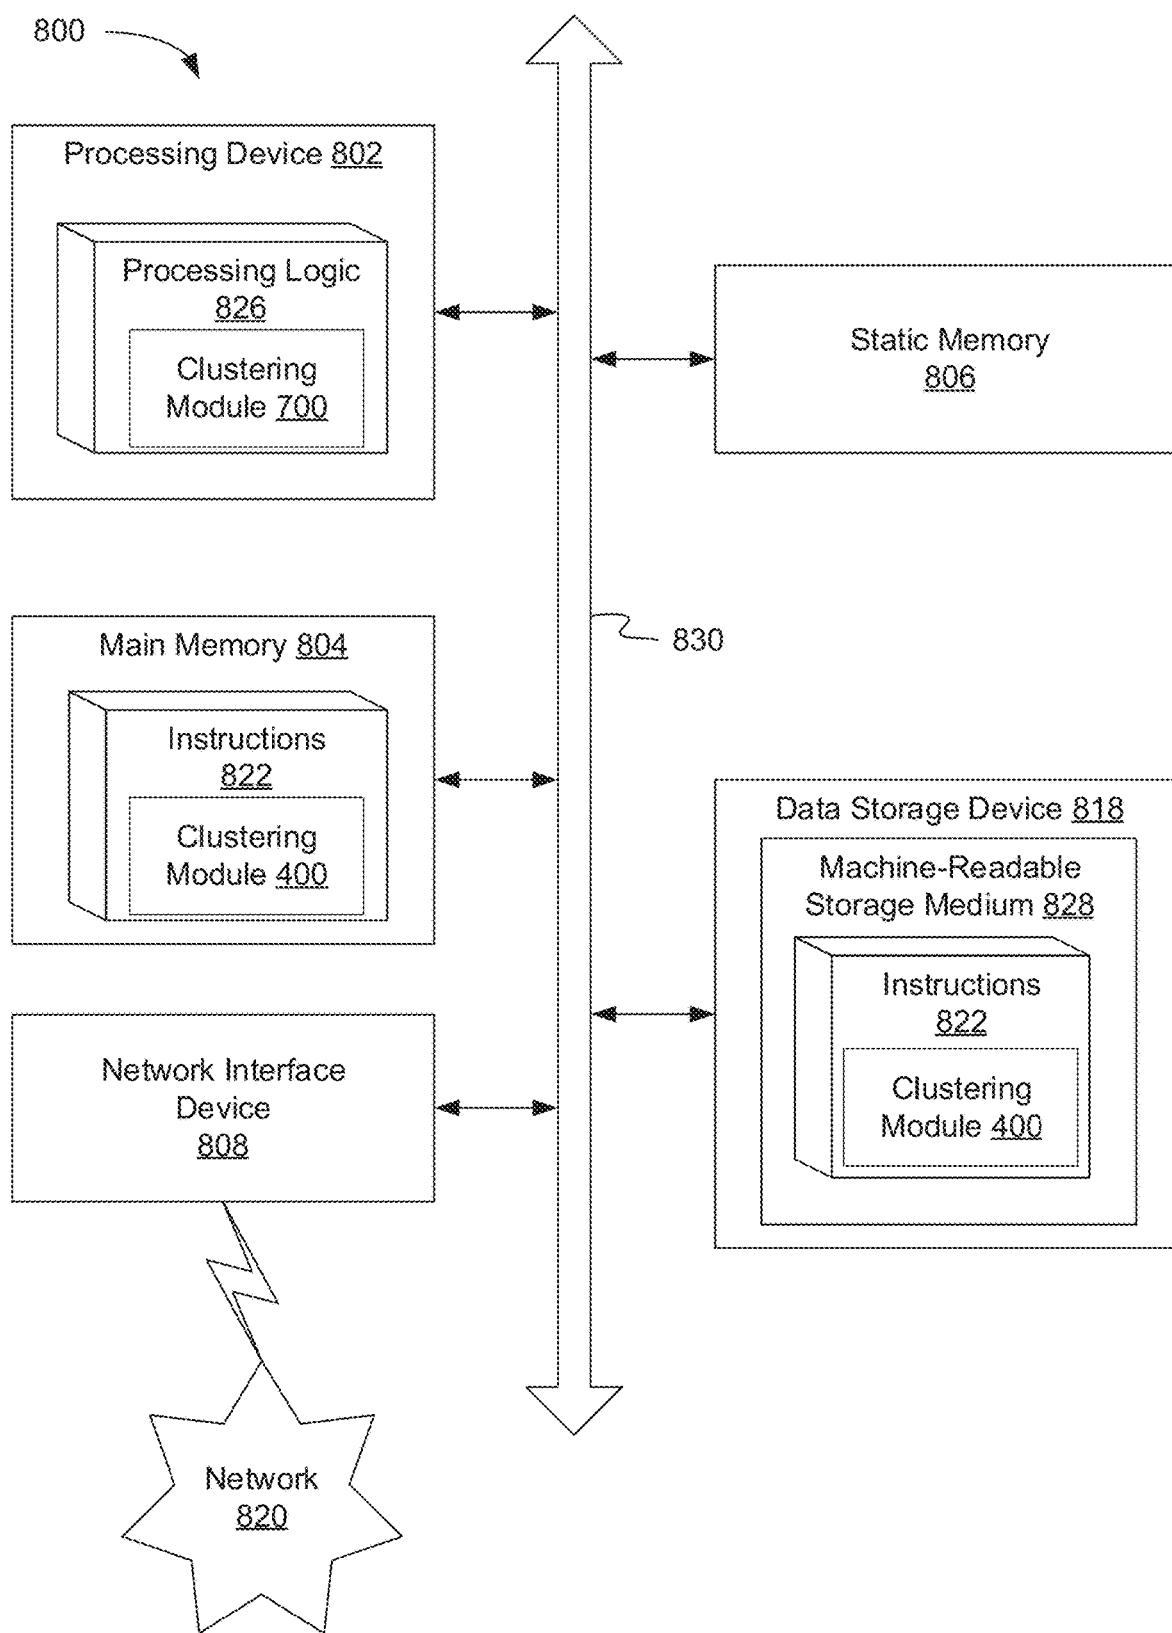 800
Processing Device 802
Processing Logic
826
Clustering
Module 700
Static Memory
806
830
Main Memory 804
Instructions
822
Clustering
Module 400
Data Storage Device 818
Machine-Readable
Storage Medium 828
Instructions
822
Clustering
Module 400
Network Interface
Device
808
Network
820